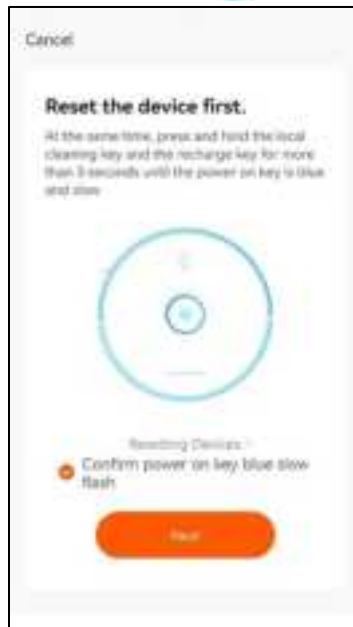 Cancel
Reset the device first.
At the same time, press and hold the local
cleaning key and the recharge key for more
than 3 seconds until the power on key is blue
and slow
Resetting Devices
Confirm power on key blue slow
flash
Next